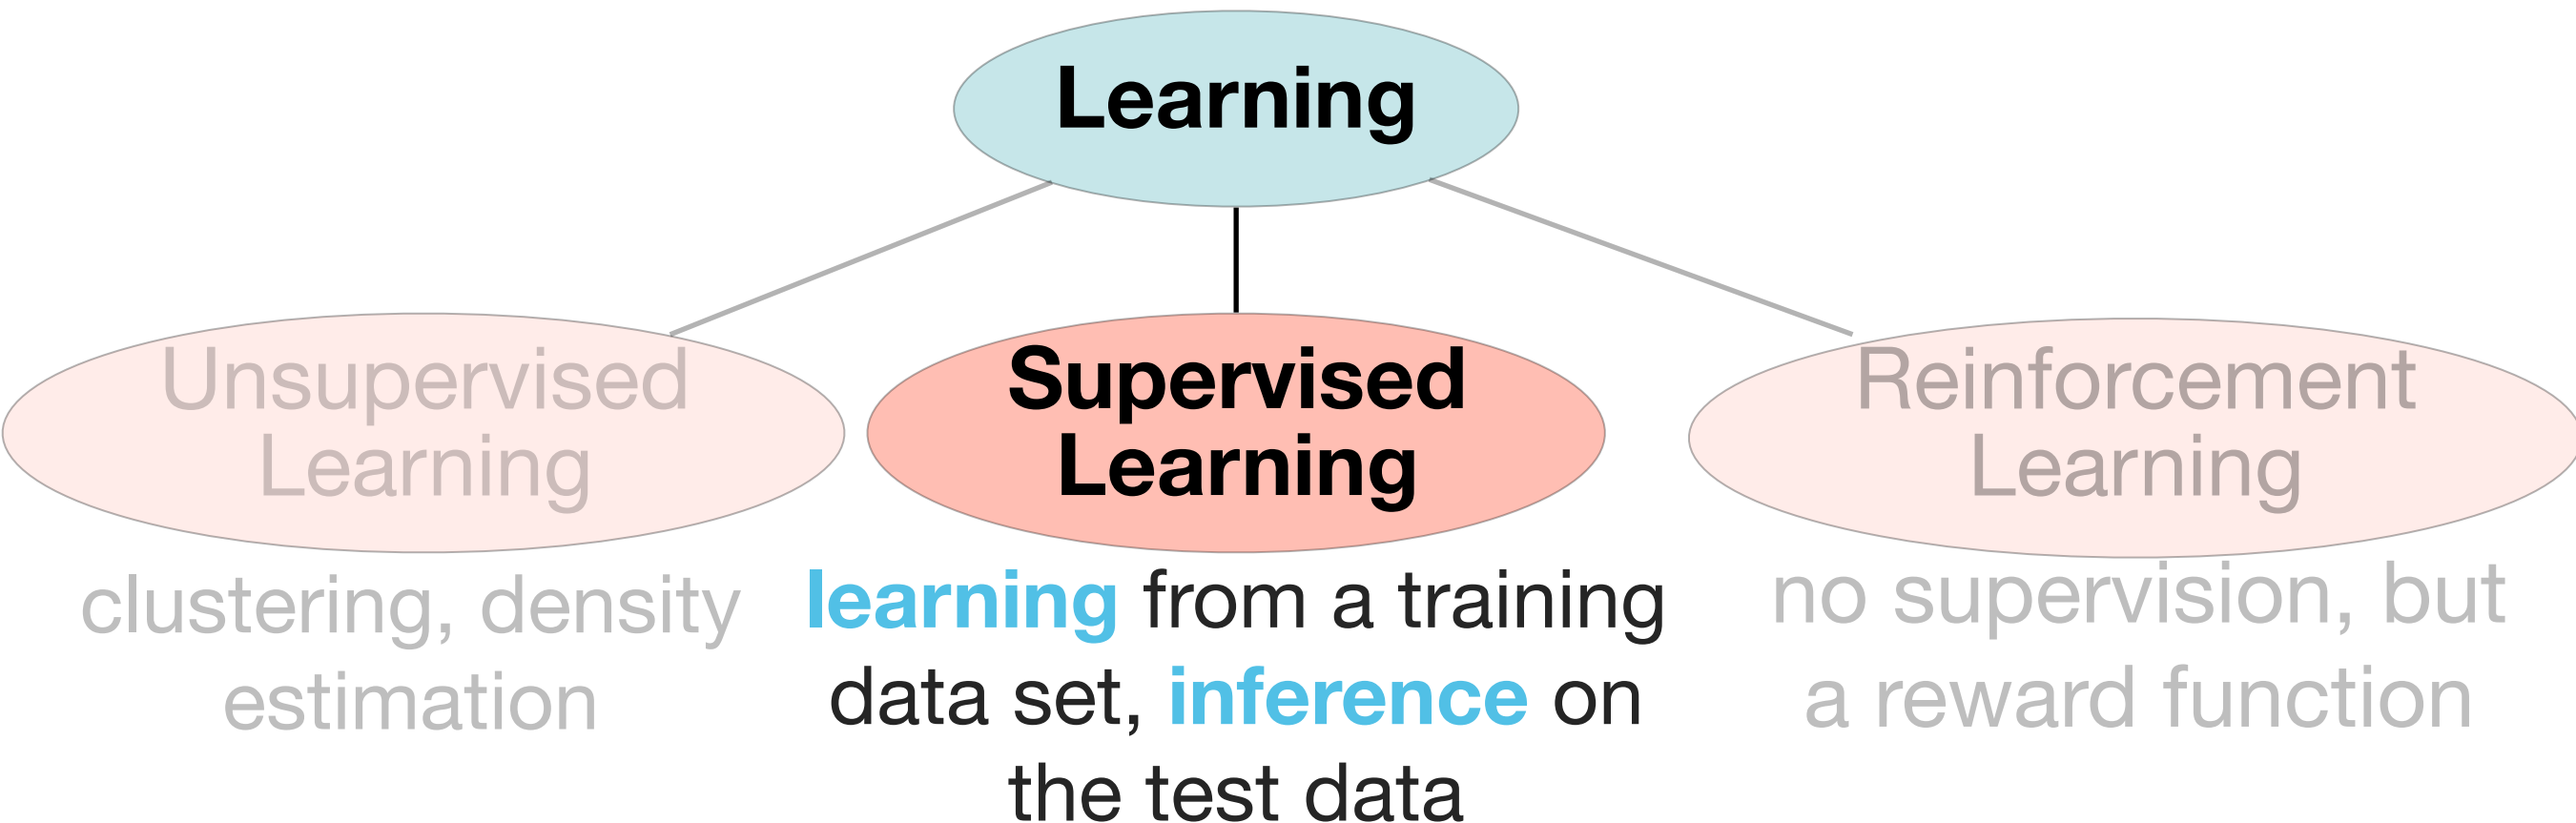 Learning
Unsupervised
Learning
clustering, density
estimation
Supervised
Learning
learning from a training
data set, inference on
the test data
Reinforcement
Learning
no supervision, but
a reward function